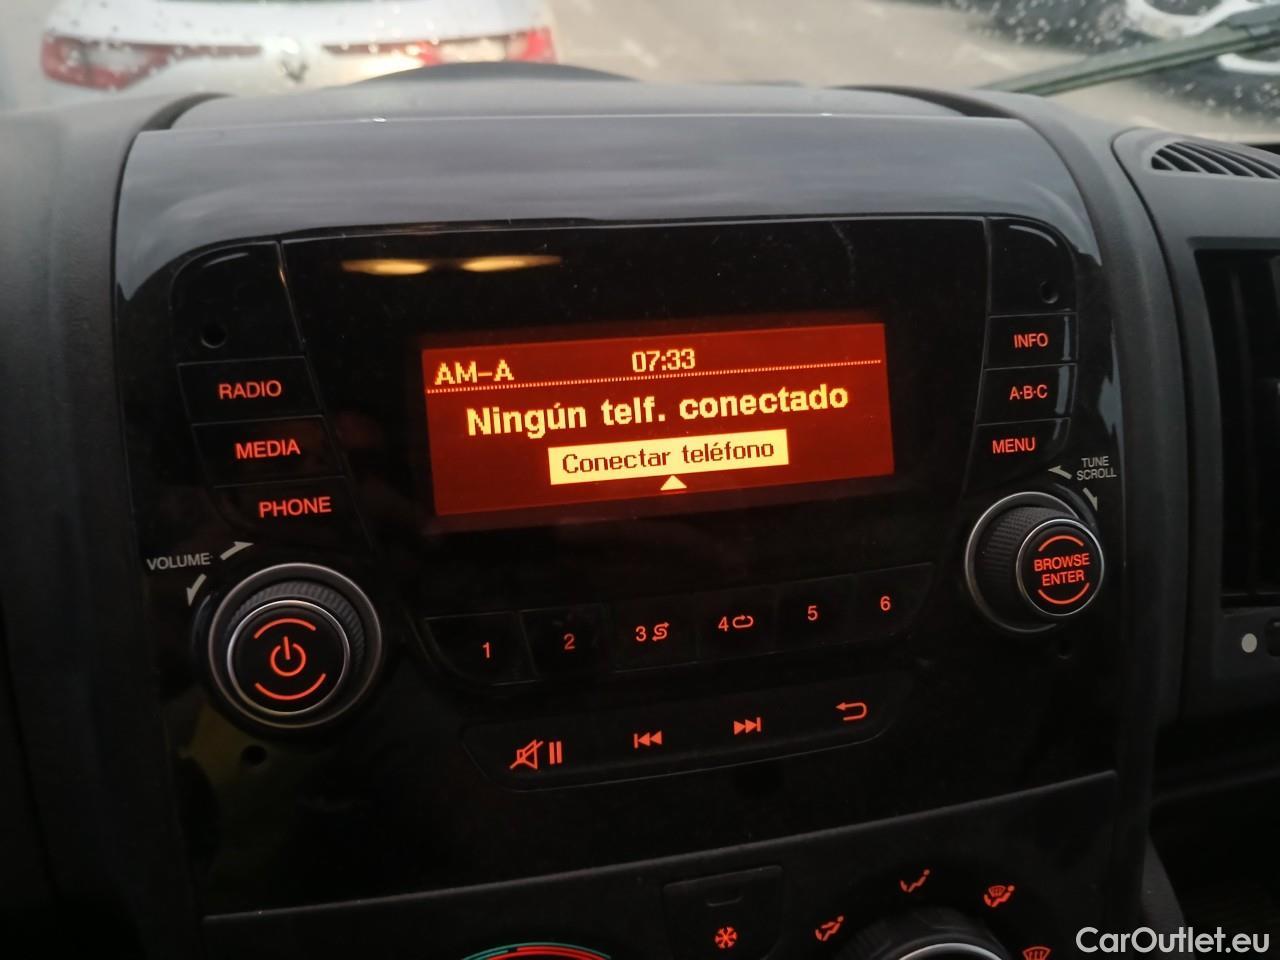 AM-A 07:33
Ningún telf. conectado
Conectar teléfono
RADIO
MEDIA
PHONE
VOLUME
INFO
A·B·C
MENU
TUNE
SCROLL
BROWSE
ENTER
1 2 3 4 5 6
CarOutlet.eu